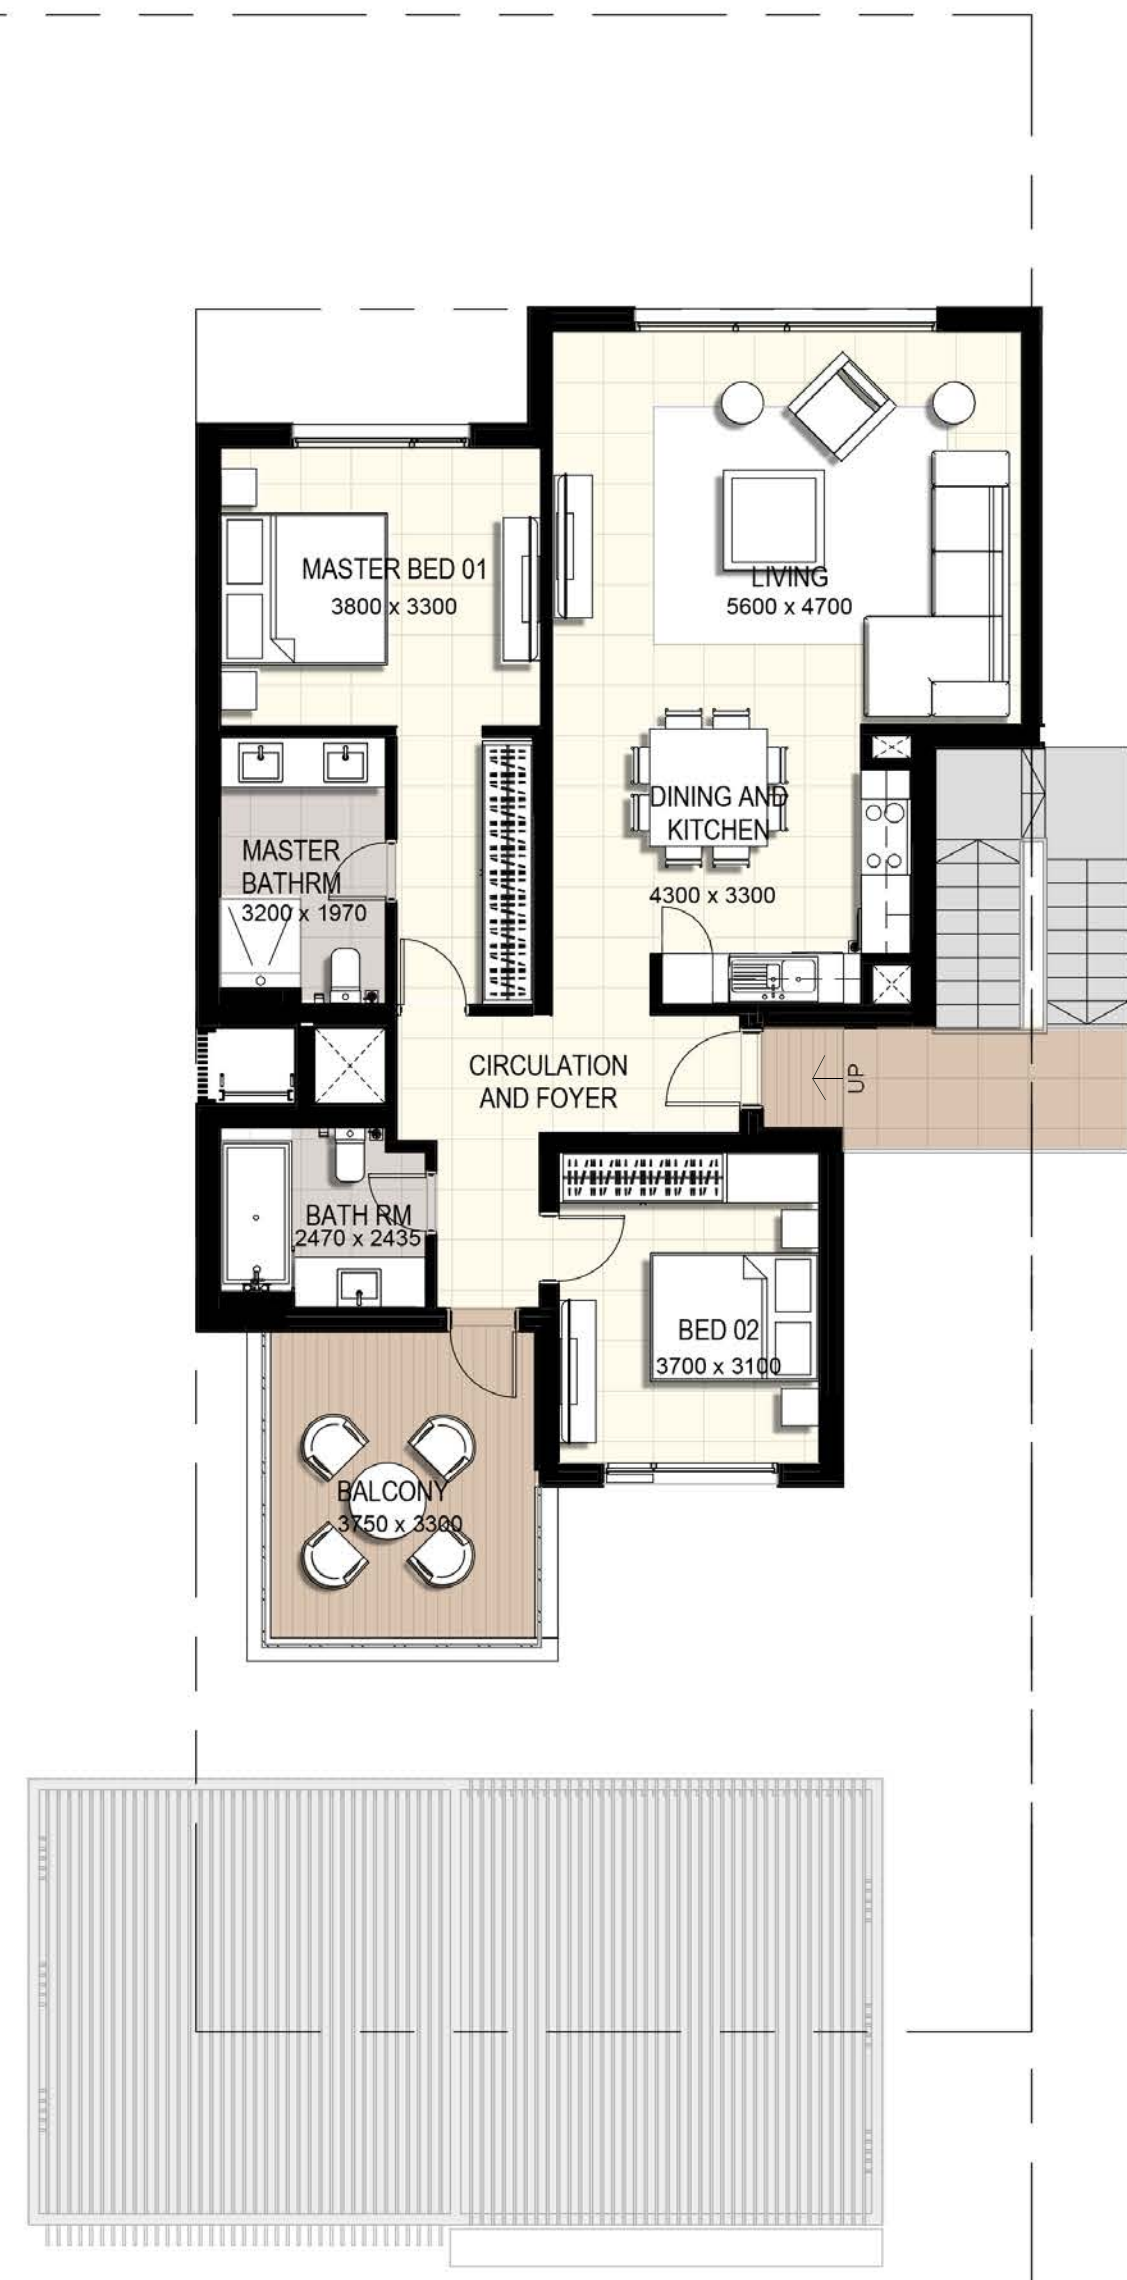 MASTER BED 01
3800 x 3300
LIVING
5600 x 4700
DINING AND
KITCHEN
4300 x 3300
MASTER
BATHRM
3200 x 1970
CIRCULATION
AND FOYER
UP
BATH RM
2470 x 2435
BED 02
3700 x 3100
BALCONY
3750 x 3300